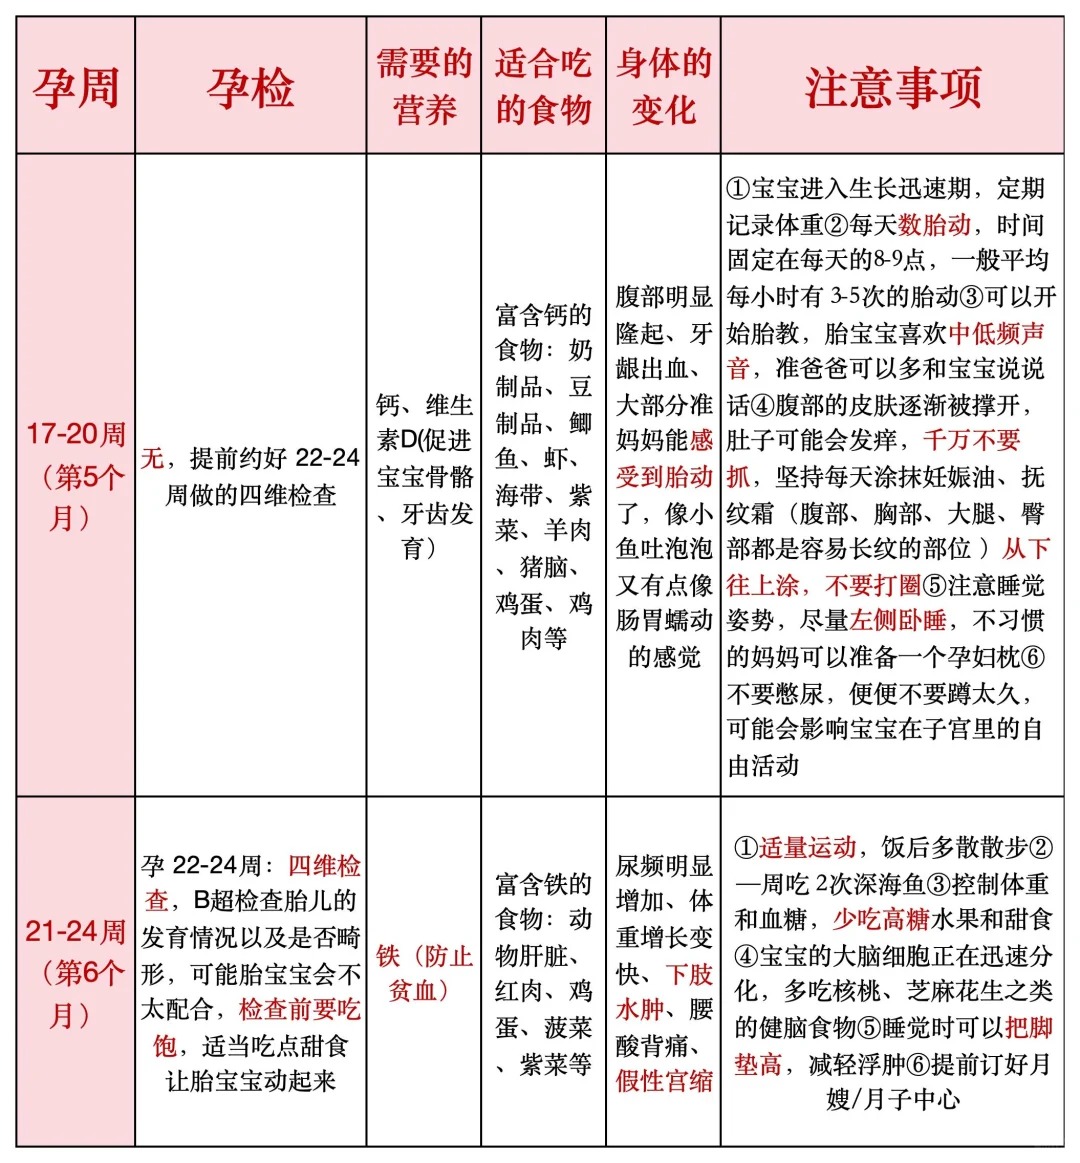 孕周
孕检
需要的
营养
适合吃
的食物
身体的
变化
注意事项
17-20周
（第5个
月）
无，提前约好 22-24
周做的四维检查
钙、维生
素D(促进
宝宝骨骼
、牙齿发
育）
富含钙的
食物：奶
制品、豆
制品、鲫
鱼、虾、
海带、紫
菜、羊肉
、猪脑、
鸡蛋、鸡
肉等
腹部明显
隆起、牙
龈出血、
大部分准
妈妈能感
受到胎动
了，像小
鱼吐泡泡
又有点像
肠胃蠕动
的感觉
①宝宝进入生长迅速期，定期
记录体重②每天数胎动，时间
固定在每天的8-9点，一般平均
每小时有 3-5次的胎动③可以开
始胎教，胎宝宝喜欢中低频声
音，准爸爸可以多和宝宝说说
话④腹部的皮肤逐渐被撑开，
肚子可能会发痒，千万不要
抓，坚持每天涂抹妊娠油、抚
纹霜（腹部、胸部、大腿、臀
部都是容易长纹的部位 ）从下
往上涂，不要打圈⑤注意睡觉
姿势，尽量左侧卧睡，不习惯
的妈妈可以准备一个孕妇枕⑥
不要憋尿，便便不要蹲太久，
可能会影响宝宝在子宫里的自
由活动
21-24周
（第6个
月）
孕 22-24周：四维检
查，B超检查胎儿的
发育情况以及是否畸
形，可能胎宝宝会不
太配合，检查前要吃
饱，适当吃点甜食
让胎宝宝动起来
铁（防止
贫血）
富含铁的
食物：动
物肝脏、
红肉、鸡
蛋、菠菜
、紫菜等
尿频明显
增加、体
重增长变
快、下肢
水肿、腰
酸背痛、
假性宫缩
①适量运动，饭后多散散步②
一周吃 2次深海鱼③控制体重
和血糖，少吃高糖水果和甜食
④宝宝的大脑细胞正在迅速分
化，多吃核桃、芝麻花生之类
的健脑食物⑤睡觉时可以把脚
垫高，减轻浮肿⑥提前订好月
嫂/月子中心